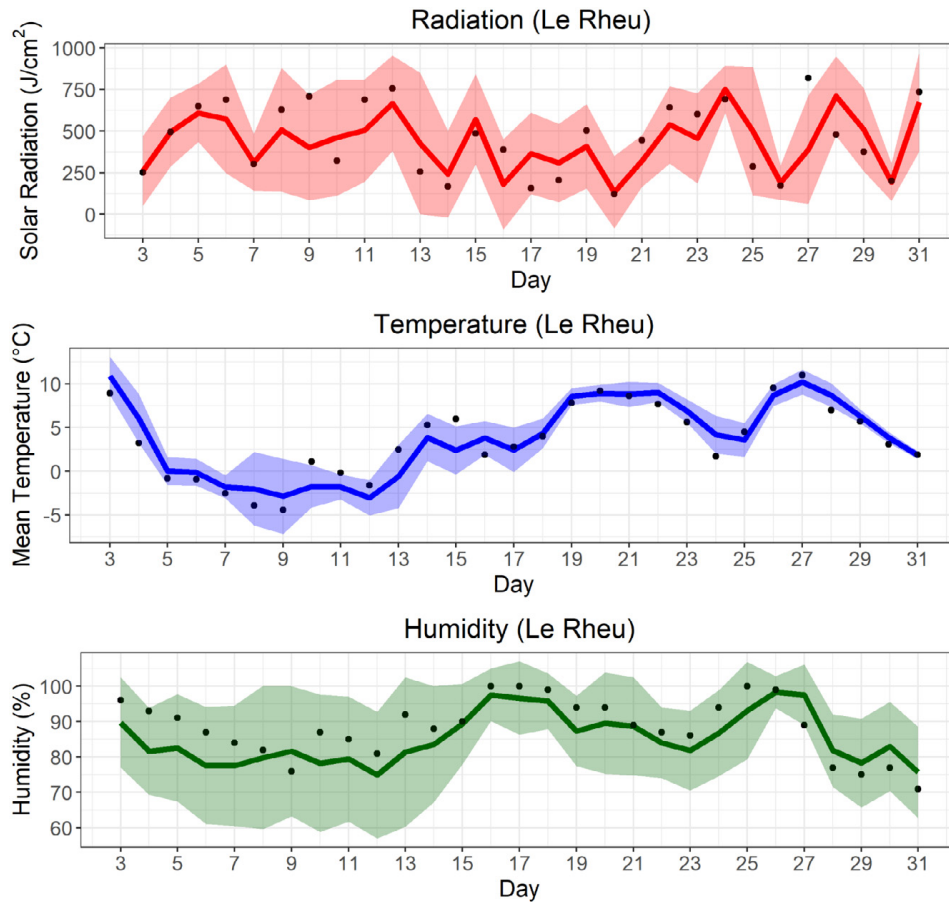 Radiation (Le Rheu)
Solar Radiation (J/cm²)
1000
750
500
250
0
3 5 7 9 11 13 15 17 19 21 23 25 27 29 31
Day
Temperature (Le Rheu)
Mean Temperature (°C)
10
5
0
-5
3 5 7 9 11 13 15 17 19 21 23 25 27 29 31
Day
Humidity (Le Rheu)
Humidity (%)
100
90
80
70
60
3 5 7 9 11 13 15 17 19 21 23 25 27 29 31
Day